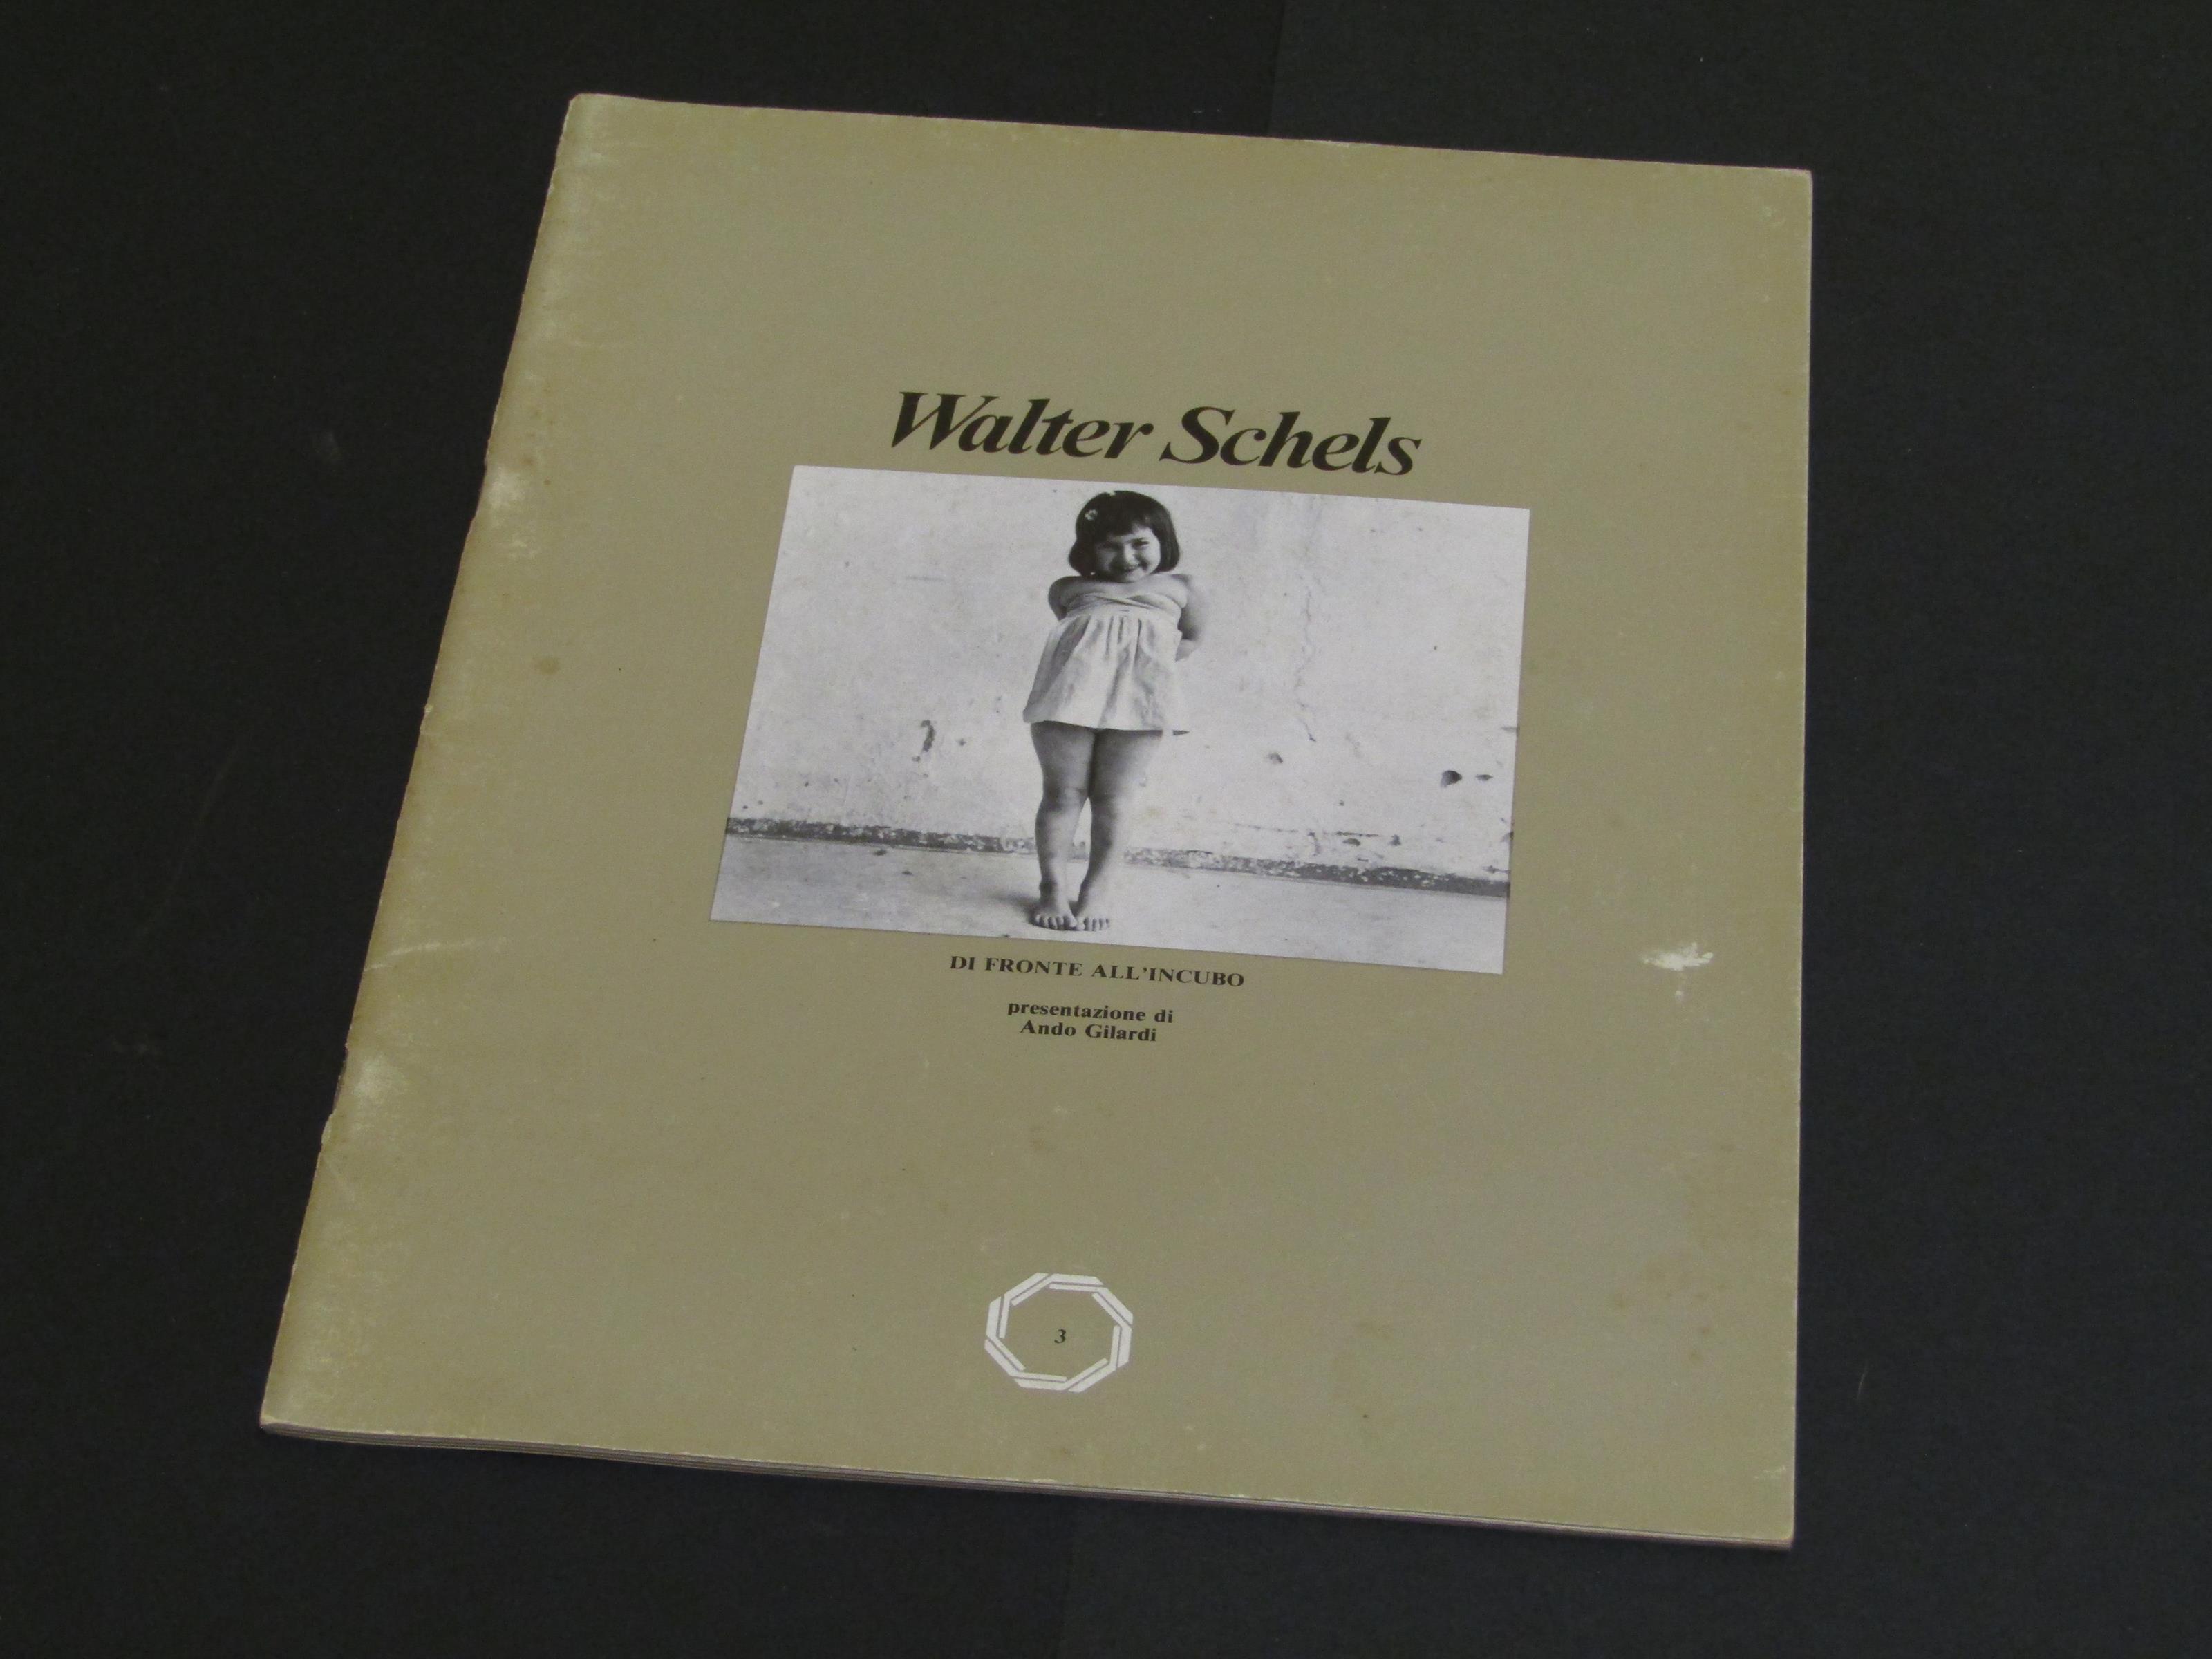 Walter Schels
DI FRONTE ALL'INCUBO
presentazione di
Ando Gilardi
3